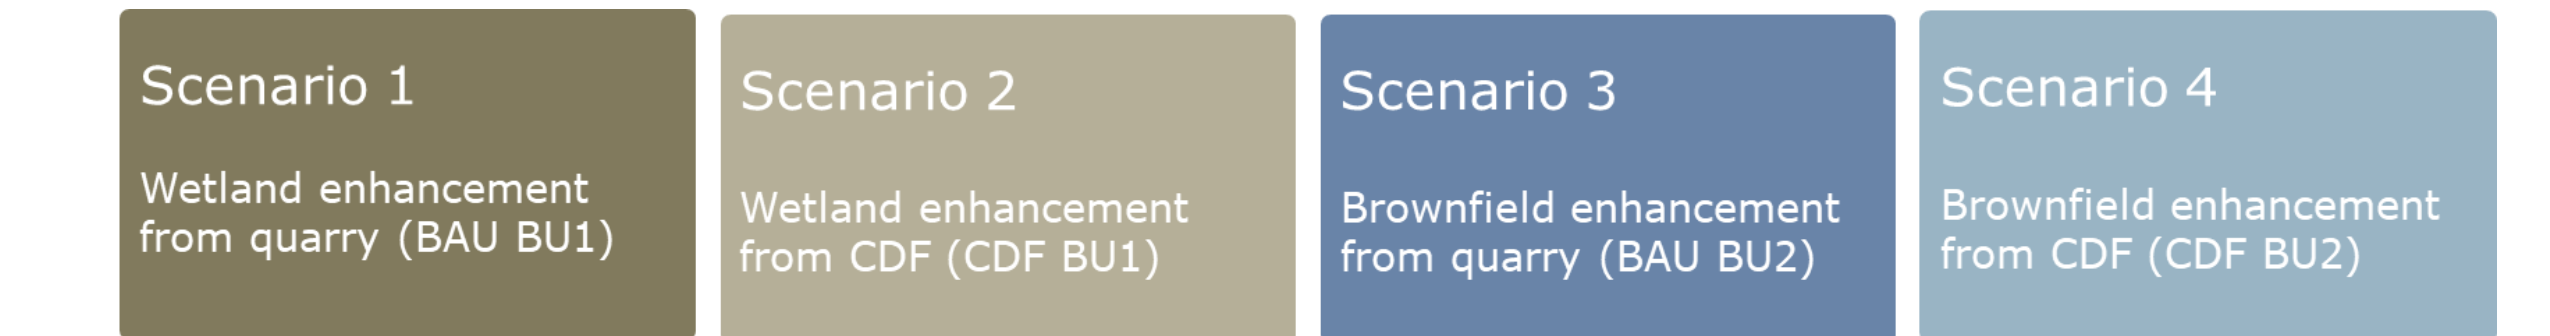 Scenario 1
Wetland enhancement
from quarry (BAU BU1)
Scenario 2
Wetland enhancement
from CDF (CDF BU1)
Scenario 3
Brownfield enhancement
from quarry (BAU BU2)
Scenario 4
Brownfield enhancement
from CDF (CDF BU2)